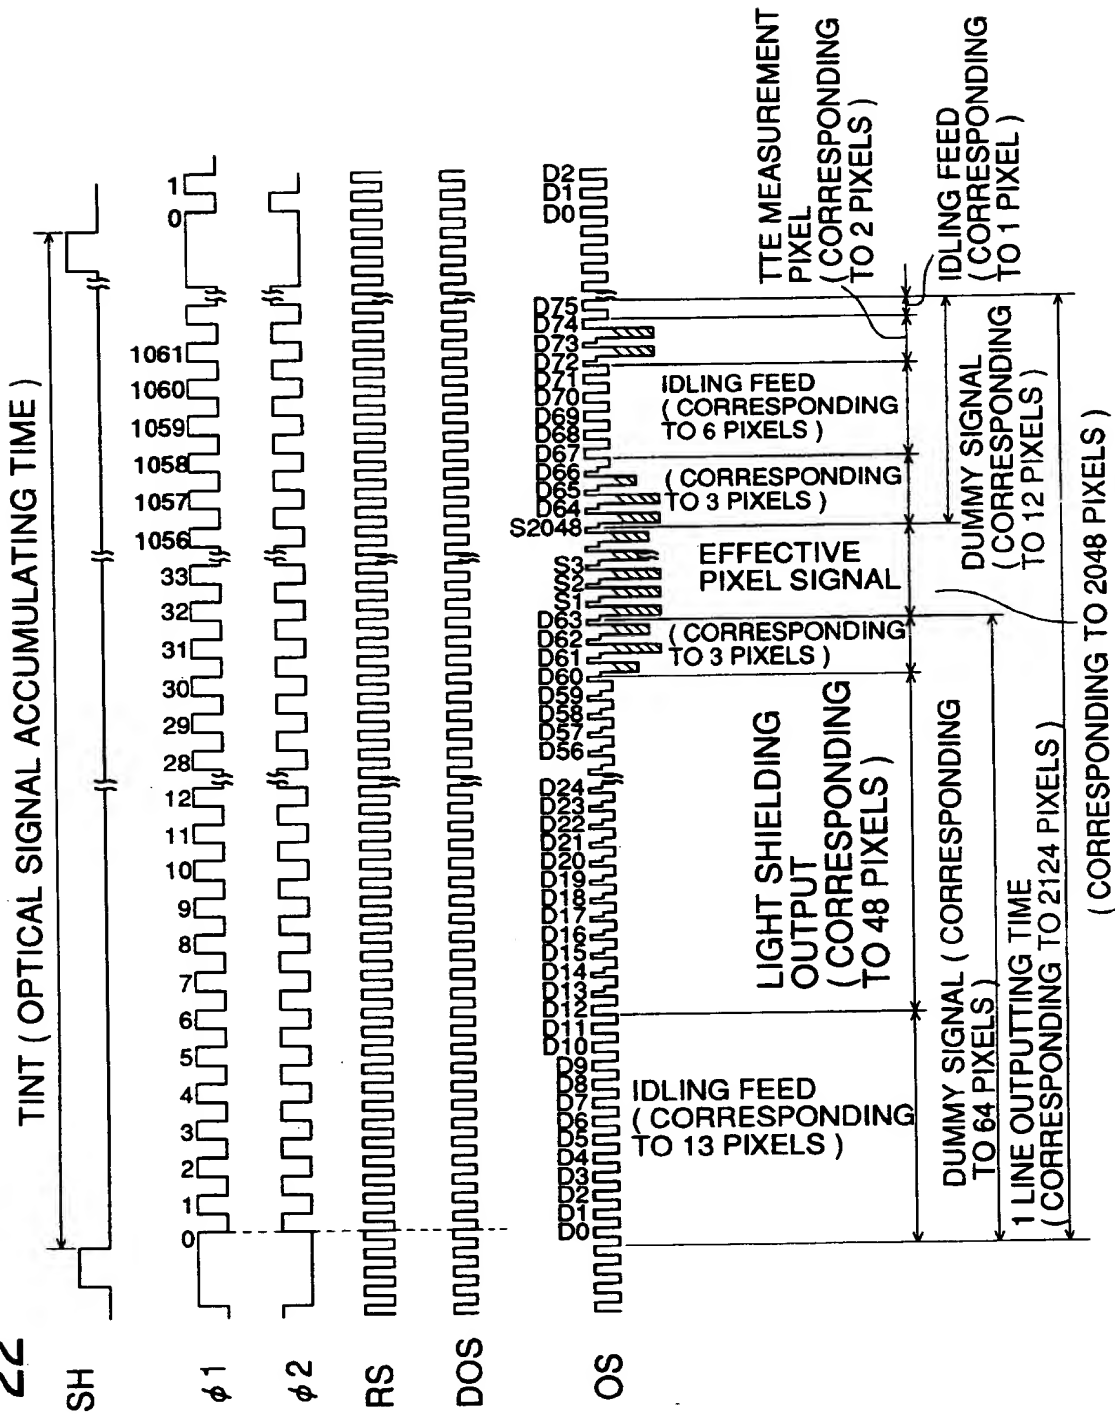 22
TINT ( OPTICAL SIGNAL ACCUMULATING TIME )
SH
φ1
0 1 2 3 4 5 6 7 8 9 10 11 12 28 29 30 31 32 33 1056 1057 1058 1059 1060 1061 0 1
φ2
RS
DOS
OS
D0 D1 D2 D3 D4 D5 D6 D7 D8 D9 D10 D11 D12 D13 D14 D15 D16 D17 D18 D19 D20 D21 D22 D23 D24 D56 D57 D58 D59 D60 D61 D62 D63 S1 S2 S3 S2048 D64 D65 D66 D67 D68 D69 D70 D71 D72 D73 D74 D75 D0 D1 D2
IDLING FEED
( CORRESPONDING
TO 13 PIXELS )
LIGHT SHIELDING
OUTPUT
( CORRESPONDING
TO 48 PIXELS )
( CORRESPONDING
TO 3 PIXELS )
EFFECTIVE
PIXEL SIGNAL
( CORRESPONDING
TO 3 PIXELS )
IDLING FEED
( CORRESPONDING
TO 6 PIXELS )
TTE MEASUREMENT
PIXEL
( CORRESPONDING
TO 2 PIXELS )
IDLING FEED
(CORRESPONDING
TO 1 PIXEL )
DUMMY SIGNAL ( CORRESPONDING
TO 64 PIXELS )
DUMMY SIGNAL
( CORRESPONDING
TO 12 PIXELS )
1 LINE OUTPUTTING TIME
( CORRESPONDING TO 2124 PIXELS )
( CORRESPONDING TO 2048 PIXELS )